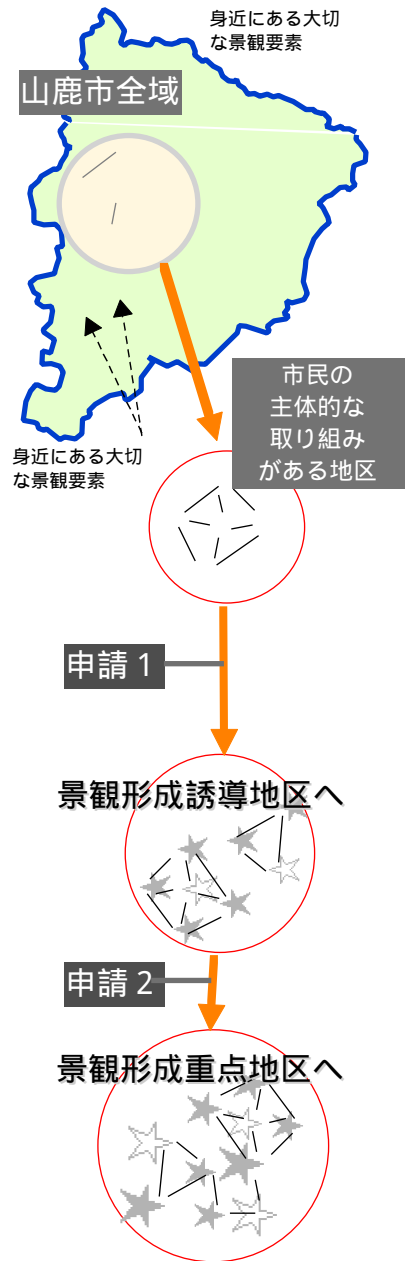 身近にある大切
な景観要素
山鹿市全域
市民の
主体的な
取り組み
がある地区
身近にある大切
な景観要素
申請１
景観形成誘導地区へ
申請２
景観形成重点地区へ